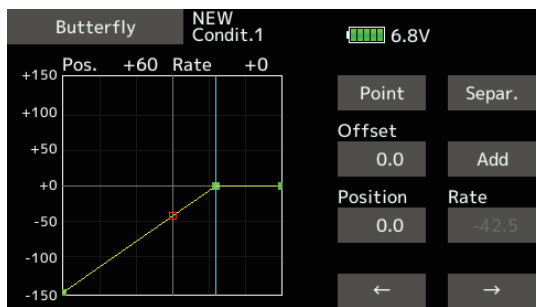 Butterfly
NEW
Condit.1
6.8V
Pos. +60 Rate +0
+150
+100
+50
+0
-50
-100
-150
Point Separ.
Offset
0.0 Add
Position Rate
0.0 -42.5
← →